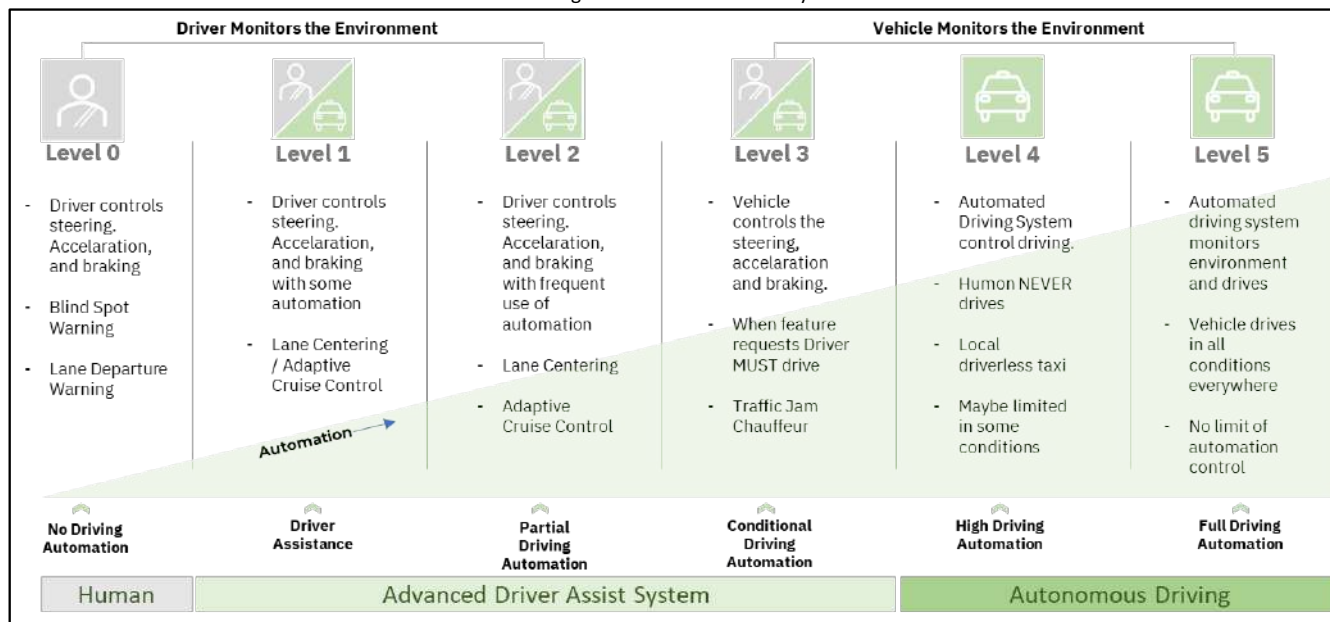 Driver Monitors the Environment
Vehicle Monitors the Environment
Level 0
- Driver controls
steering.
Accelaration,
and braking
- Blind Spot
Warning
- Lane Departure
Warning
Level 1
- Driver controls
steering.
Accelaration,
and braking
with some
automation
- Lane Centering
/ Adaptive
Cruise Control
Level 2
- Driver controls
steering.
Accelaration,
and braking
with frequent
use of
automation
- Lane Centering
- Adaptive
Cruise Control
Level 3
- Vehicle
controls the
steering,
accelaration
and braking.
- When feature
requests Driver
MUST drive
- Traffic Jam
Chauffeur
Level 4
- Automated
Driving System
control driving.
- Humon NEVER
drives
- Local
driverless taxi
- Maybe limited
in some
conditions
Level 5
- Automated
driving system
monitors
environment
and drives
- Vehicle drives
in all
conditions
everywhere
- No limit of
automation
control
Automation
No Driving
Automation
Driver
Assistance
Partial
Driving
Automation
Conditional
Driving
Automation
High Driving
Automation
Full Driving
Automation
Human
Advanced Driver Assist System
Autonomous Driving